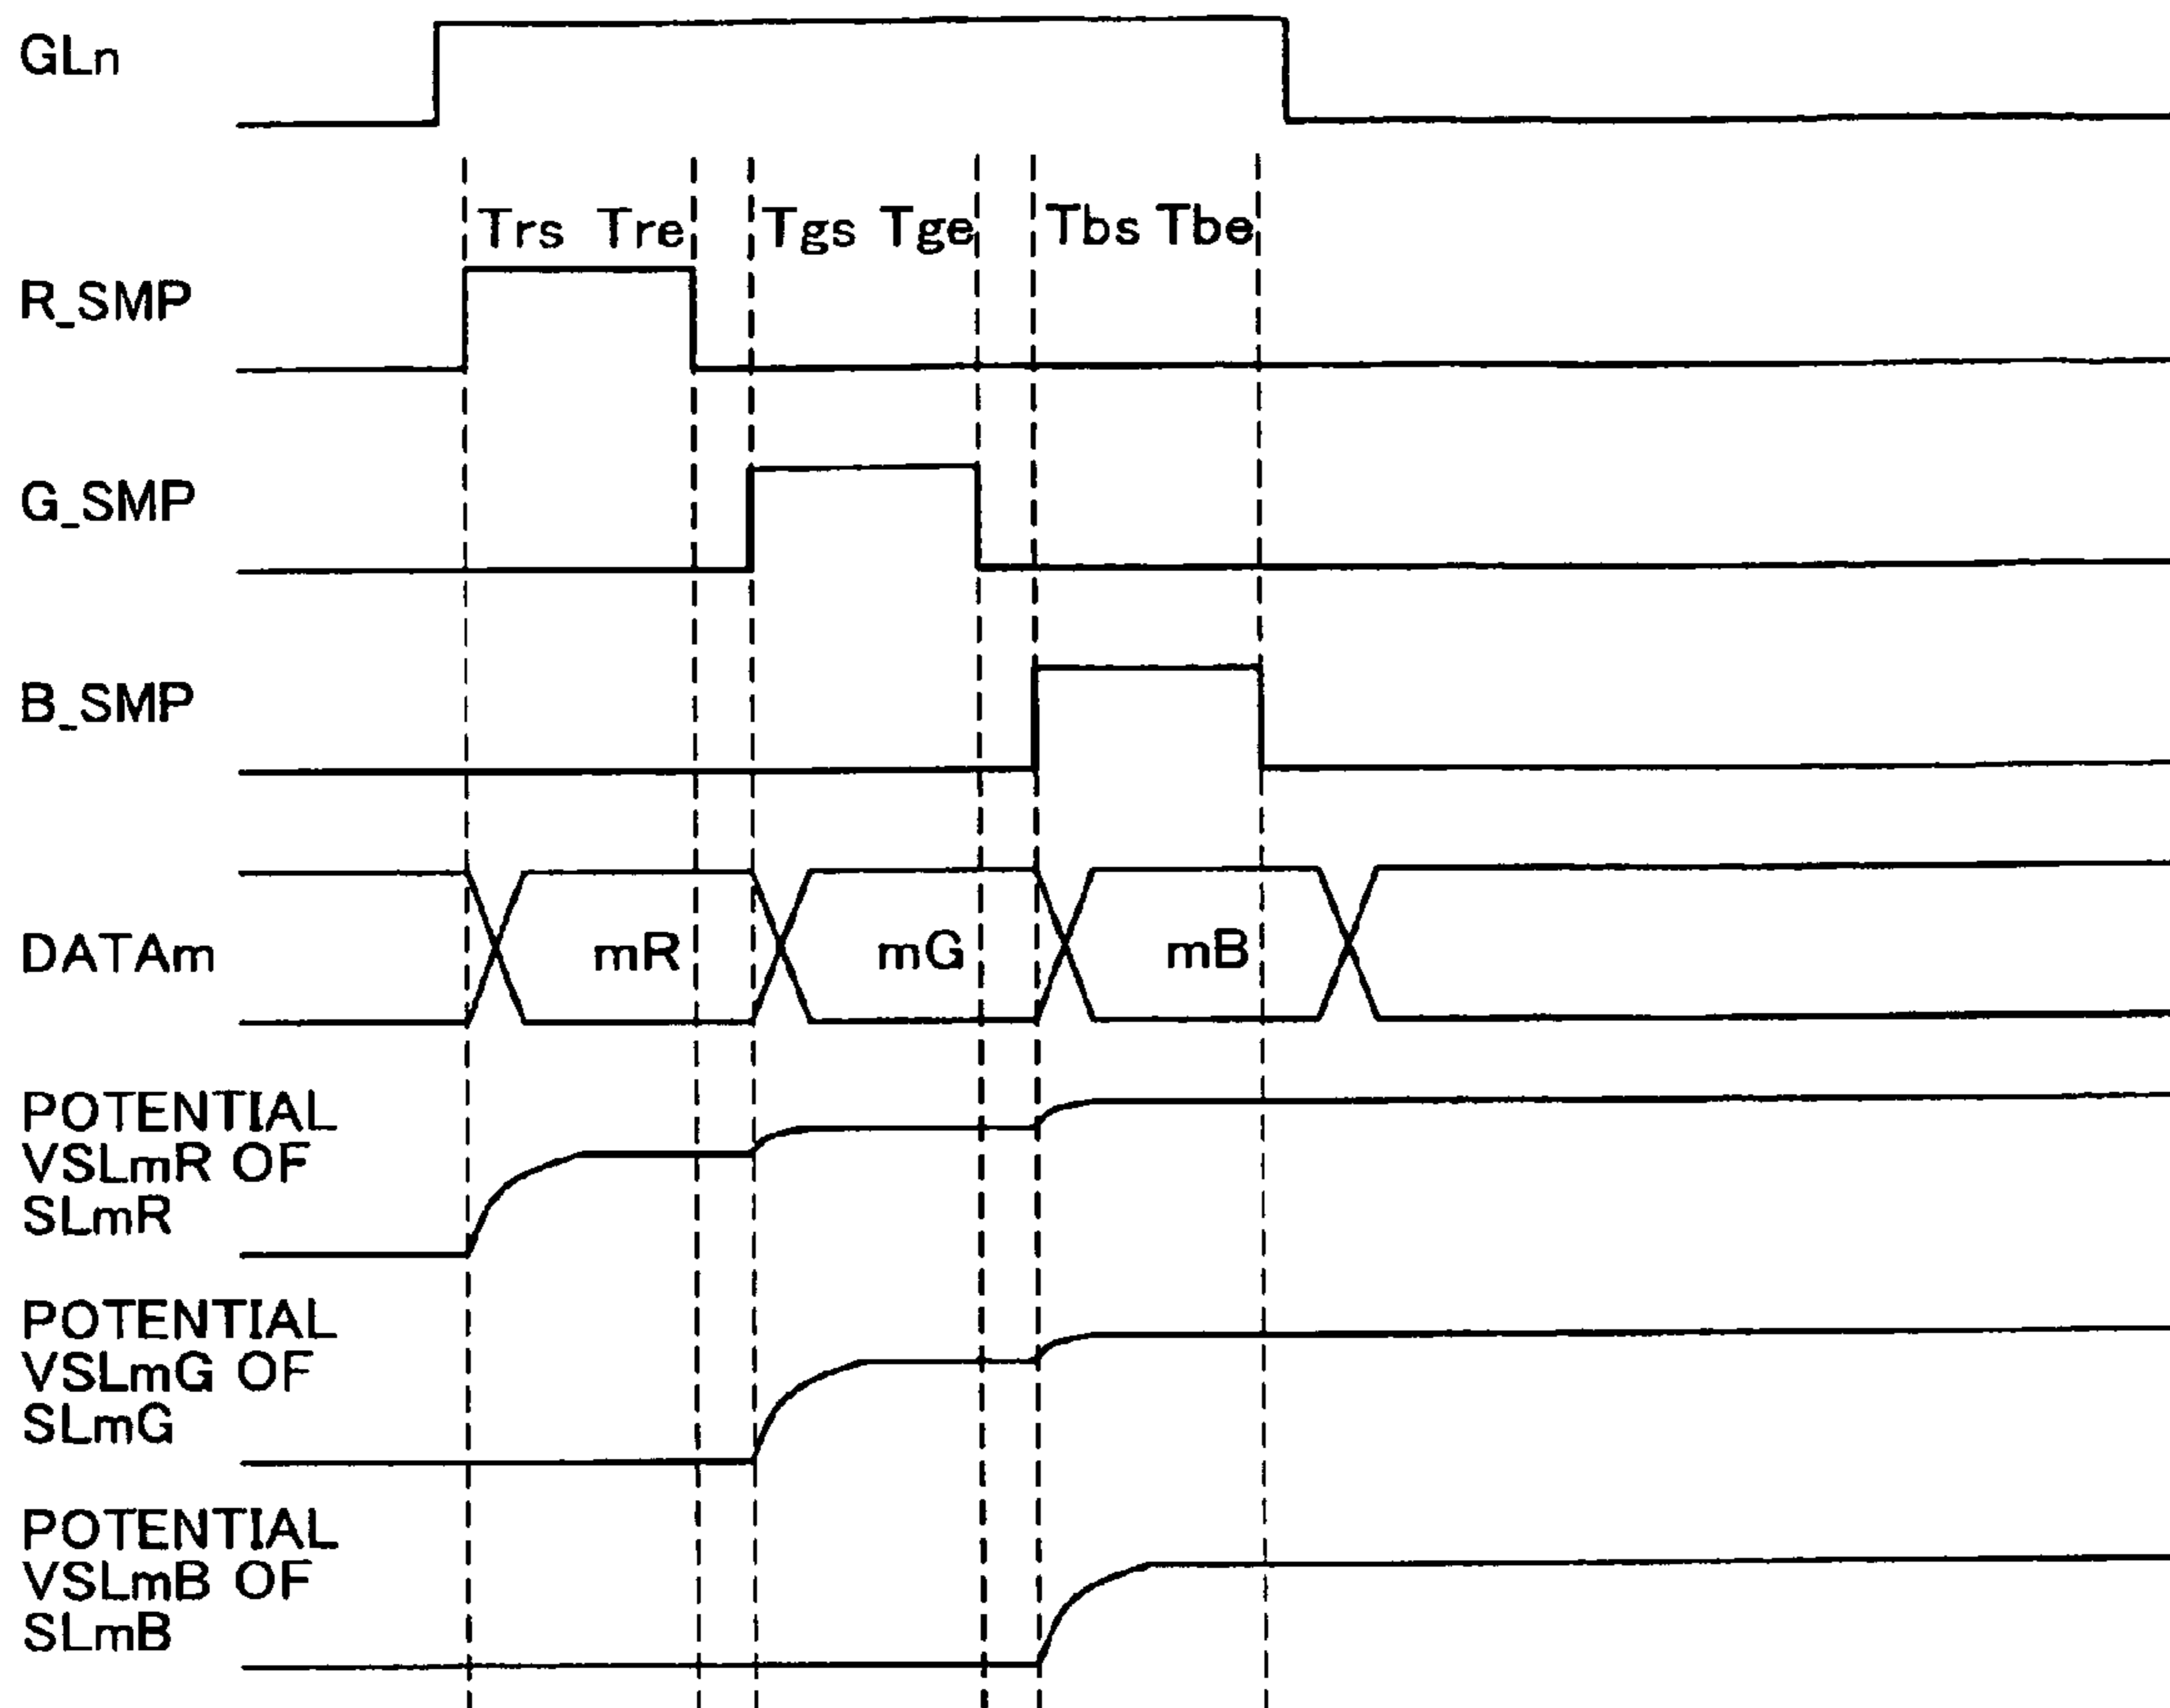 GLn
Trs Tre Tgs Tge Tbs Tbe
R_SMP
G_SMP
B_SMP
DATAm mR mG mB
POTENTIAL
VSLmR OF
SLmR
POTENTIAL
VSLmG OF
SLmG
POTENTIAL
VSLmB OF
SLmB